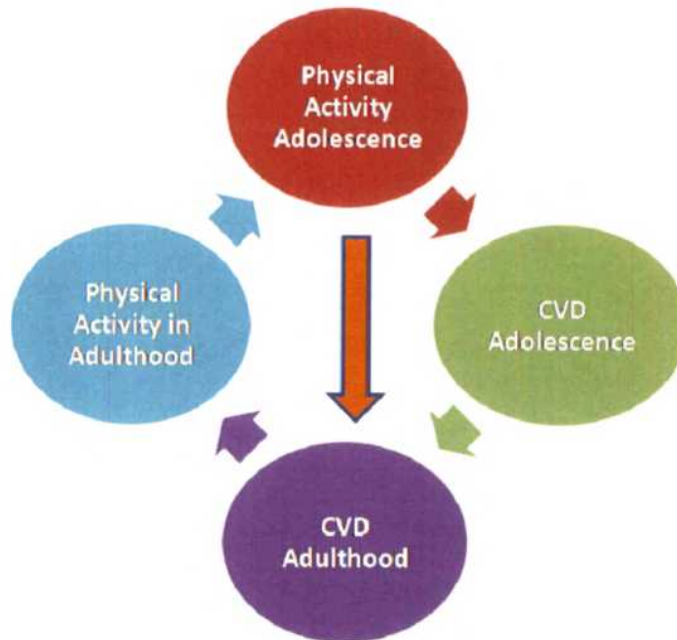 Physical
Activity
Adolescence
Physical
Activity in
Adulthood
CVD
Adolescence
CVD
Adulthood